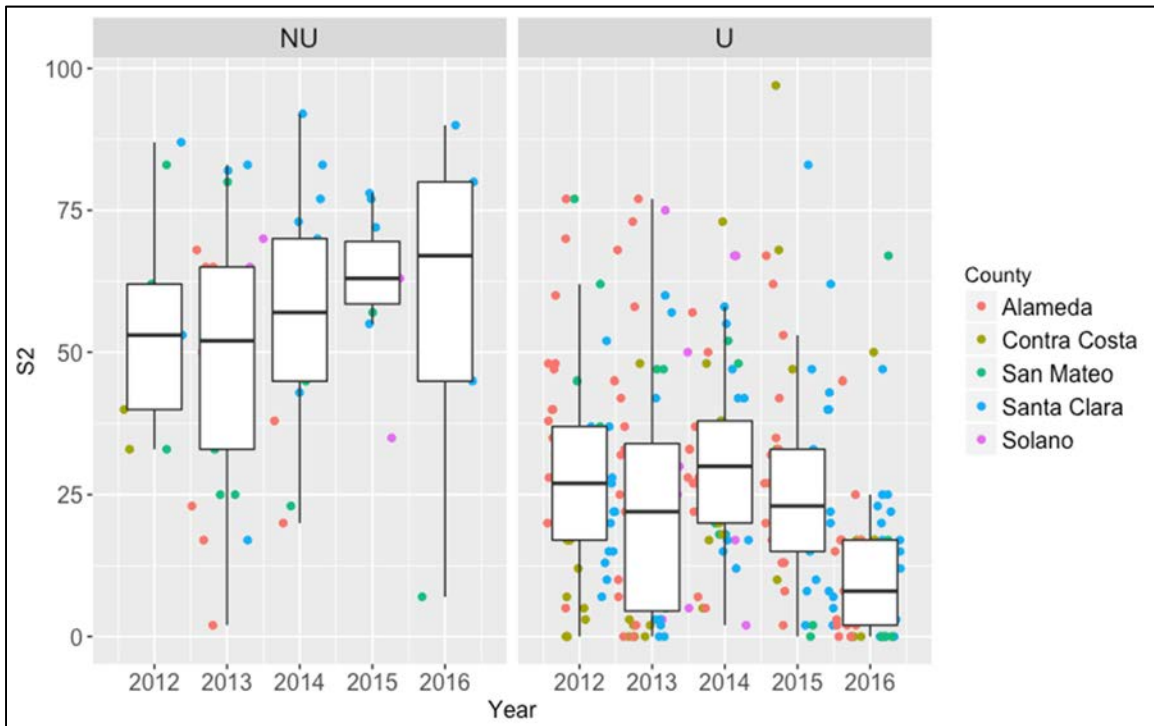 NU
U
100
75
50
25
0
S2
2012 2013 2014 2015 2016
2012 2013 2014 2015 2016
Year
County
Alameda
Contra Costa
San Mateo
Santa Clara
Solano